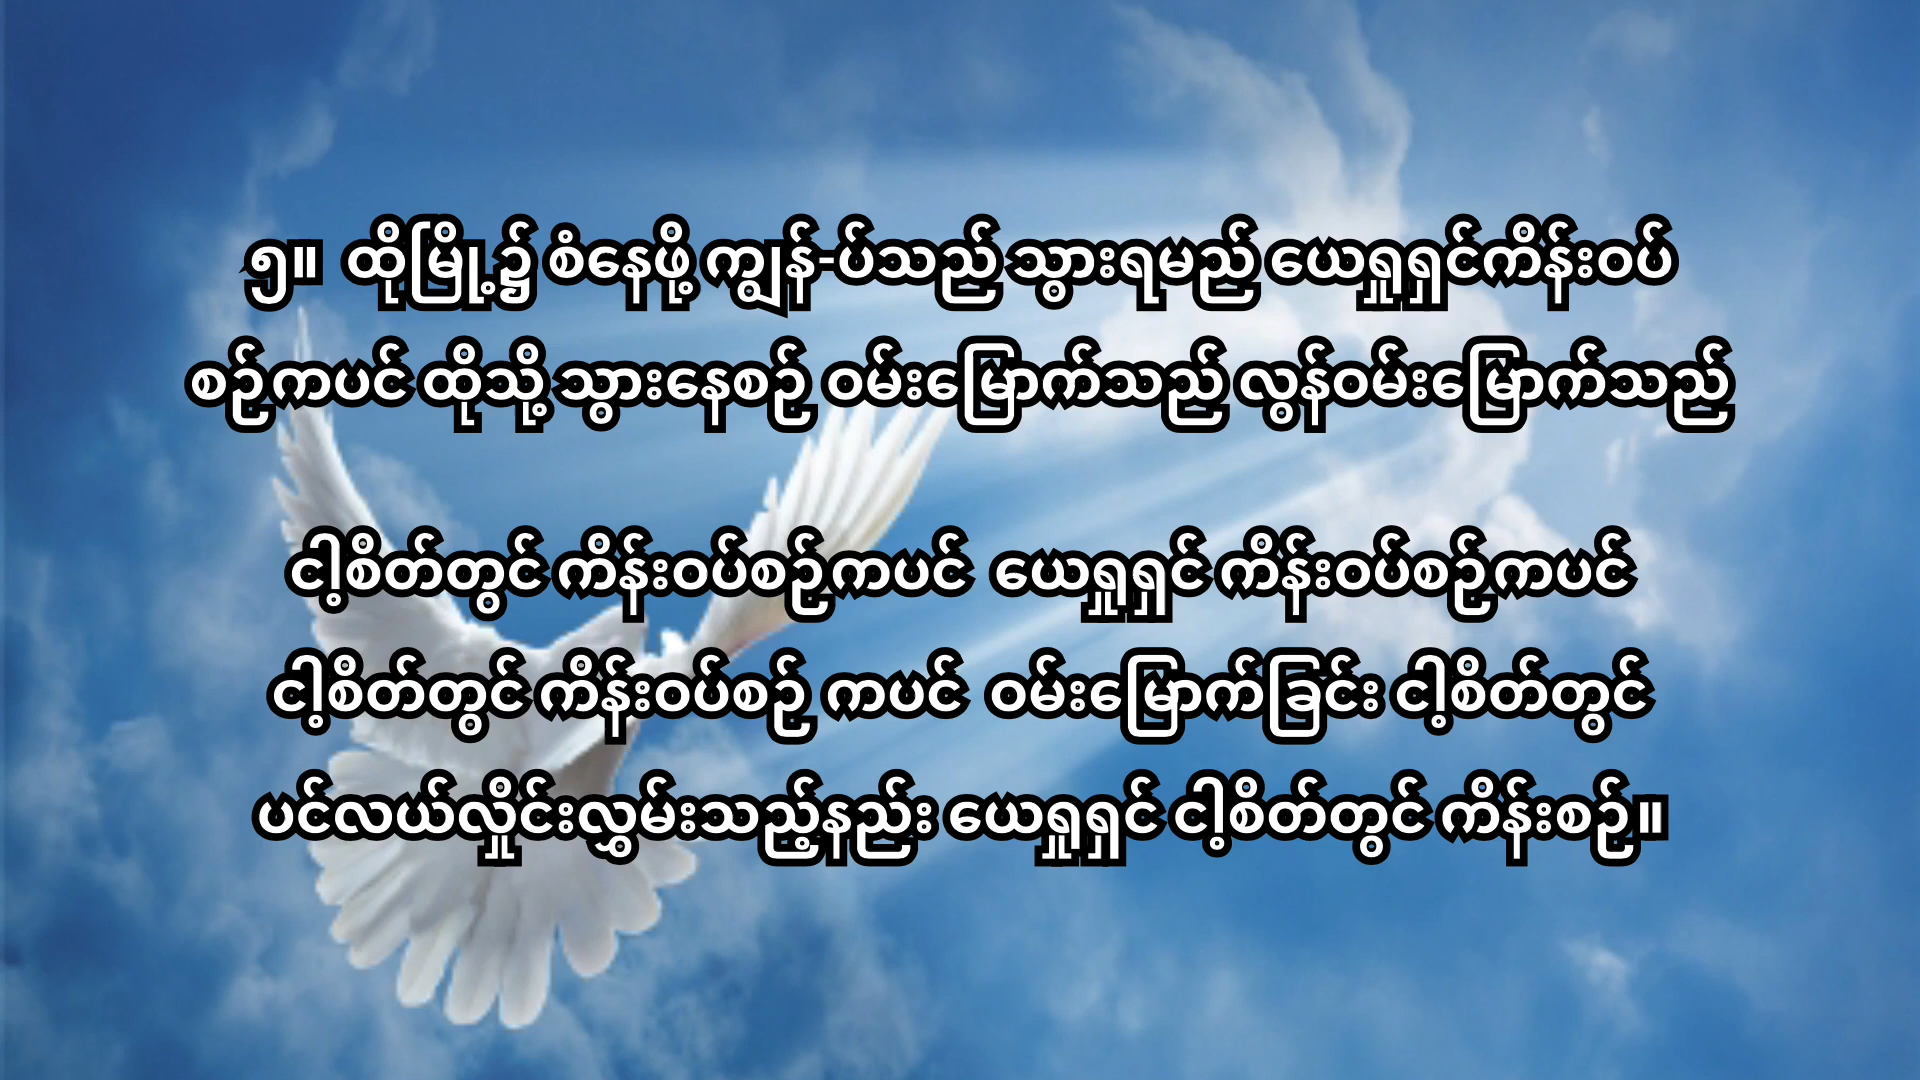 ၅။ ထိုမြို့၌ စံနေဖို့ ကျွန်-ပ်သည် သွားရမည် ယေရှုရှင်ကိန်းဝပ်
စဉ်ကပင် ထိုသို့ သွားနေစဉ် ဝမ်းမြောက်သည် လွန်ဝမ်းမြောက်သည်
ငါ့စိတ်တွင် ကိန်းဝပ်စဉ်ကပင် ယေရှုရှင် ကိန်းဝပ်စဉ်ကပင်
ငါ့စိတ်တွင် ကိန်းဝပ်စဉ် ကပင် ဝမ်းမြောက်ခြင်း ငါ့စိတ်တွင်
ပင်လယ်လှိုင်းလွှမ်းသည့်နည်း ယေရှုရှင် ငါ့စိတ်တွင် ကိန်းစဉ်။